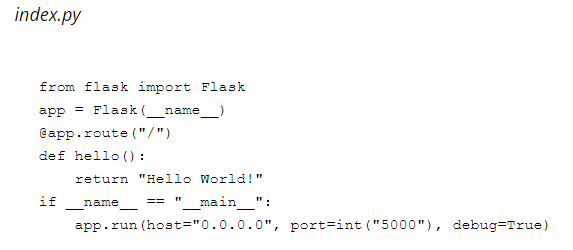 index.py
from flask import Flask
app = Flask(__name__)
@app.route("/")
def hello():
    return "Hello World!"
if __name__ == "__main__":
    app.run(host="0.0.0.0", port=int("5000"), debug=True)